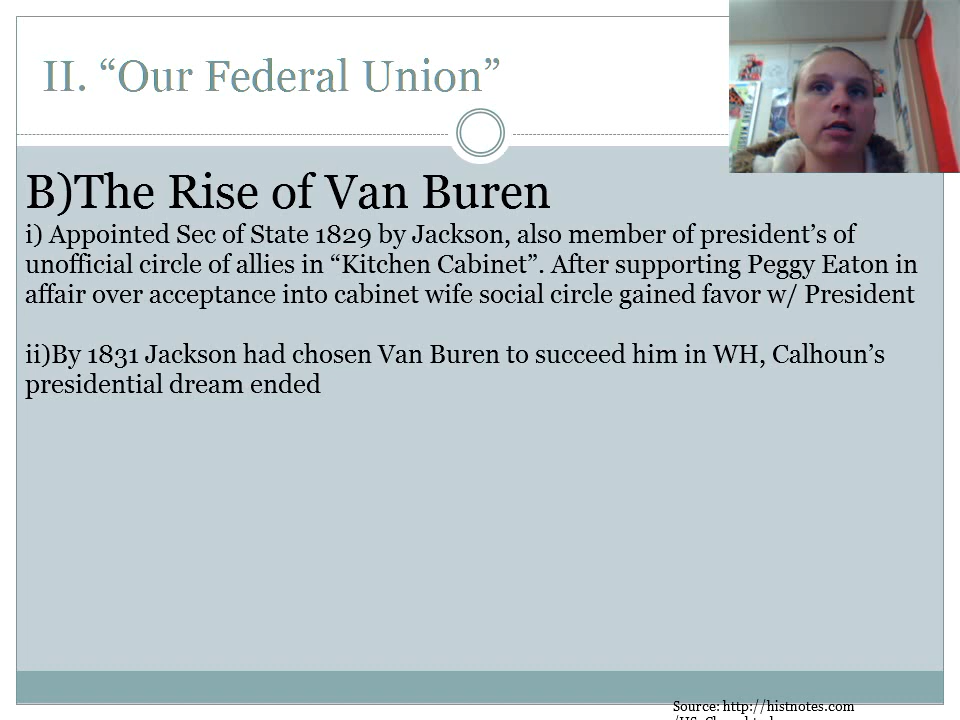 II. “Our Federal Union”
B)The Rise of Van Buren
i) Appointed Sec of State 1829 by Jackson, also member of president’s of
unofficial circle of allies in “Kitchen Cabinet”. After supporting Peggy Eaton in
affair over acceptance into cabinet wife social circle gained favor w/ President
ii)By 1831 Jackson had chosen Van Buren to succeed him in WH, Calhoun’s
presidential dream ended
Source: http://histnotes.com